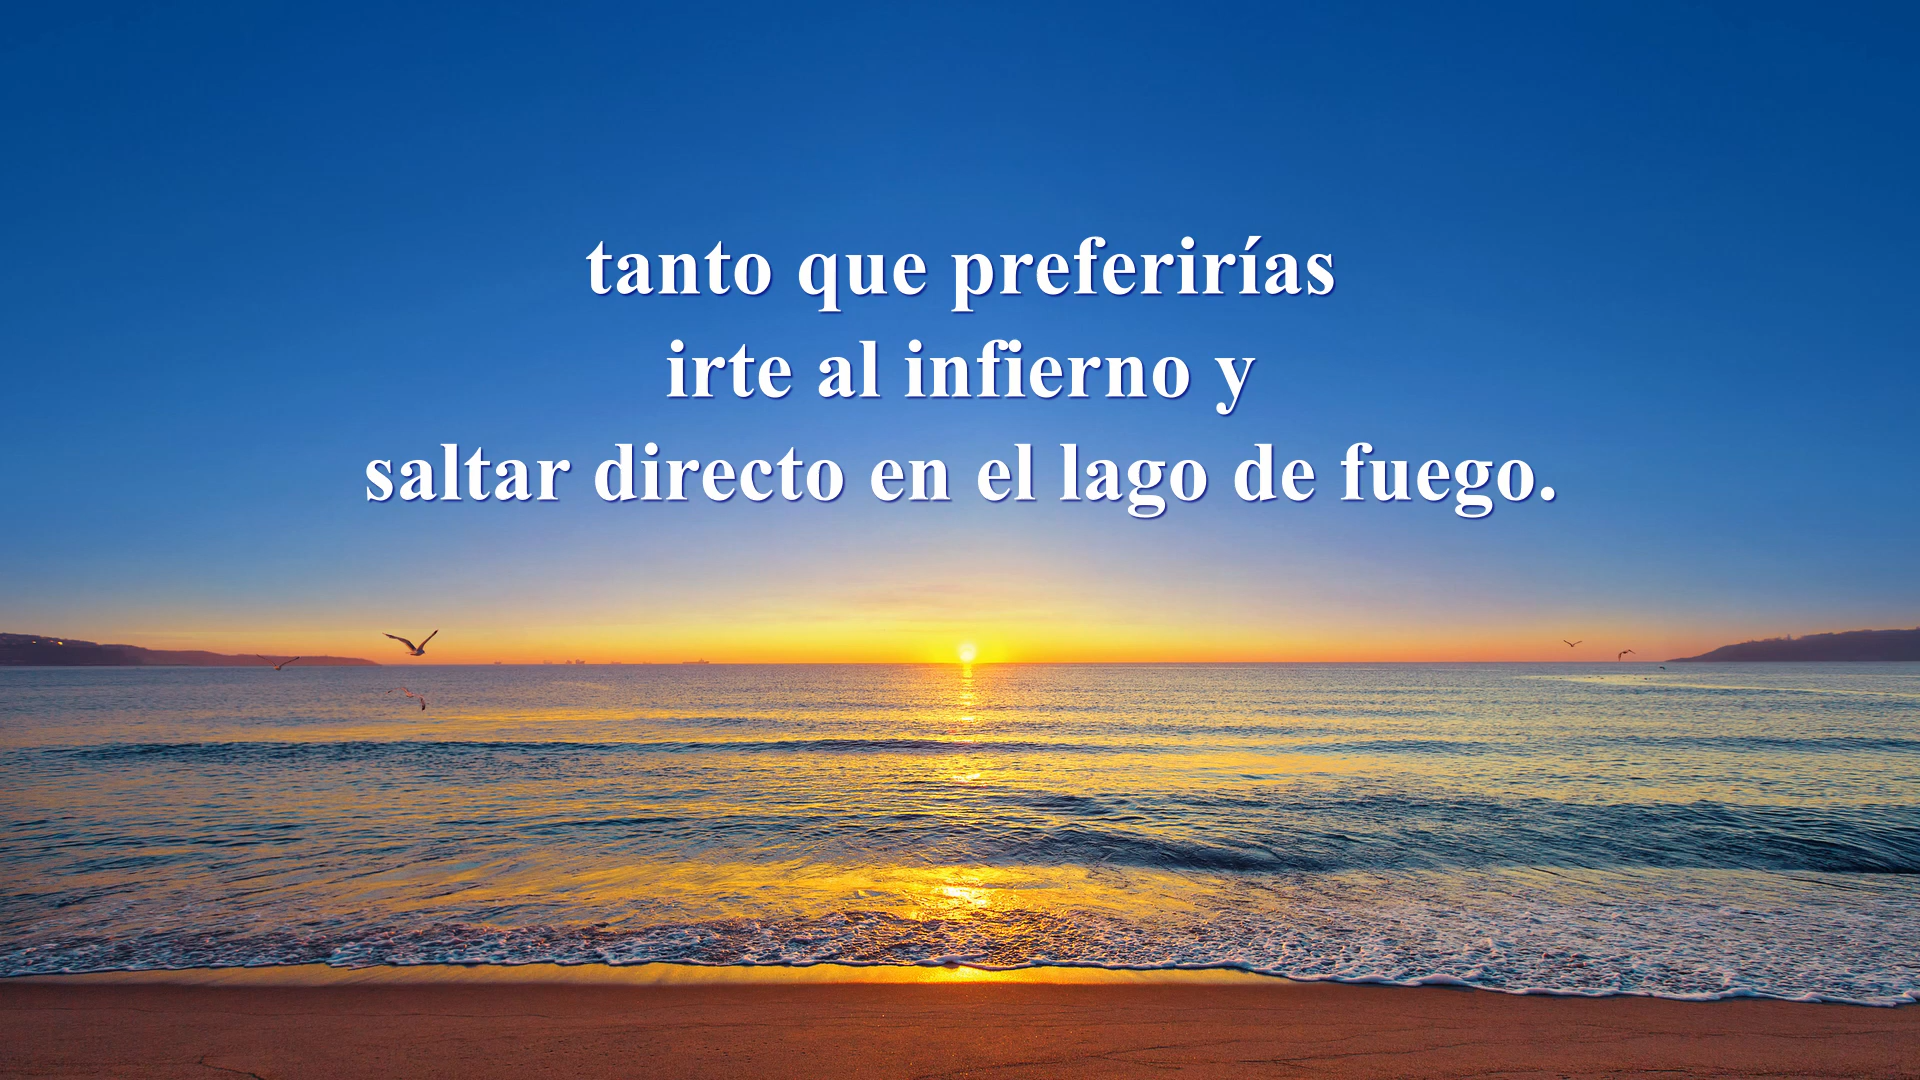 tanto que preferirías
irte al infierno y
saltar directo en el lago de fuego.